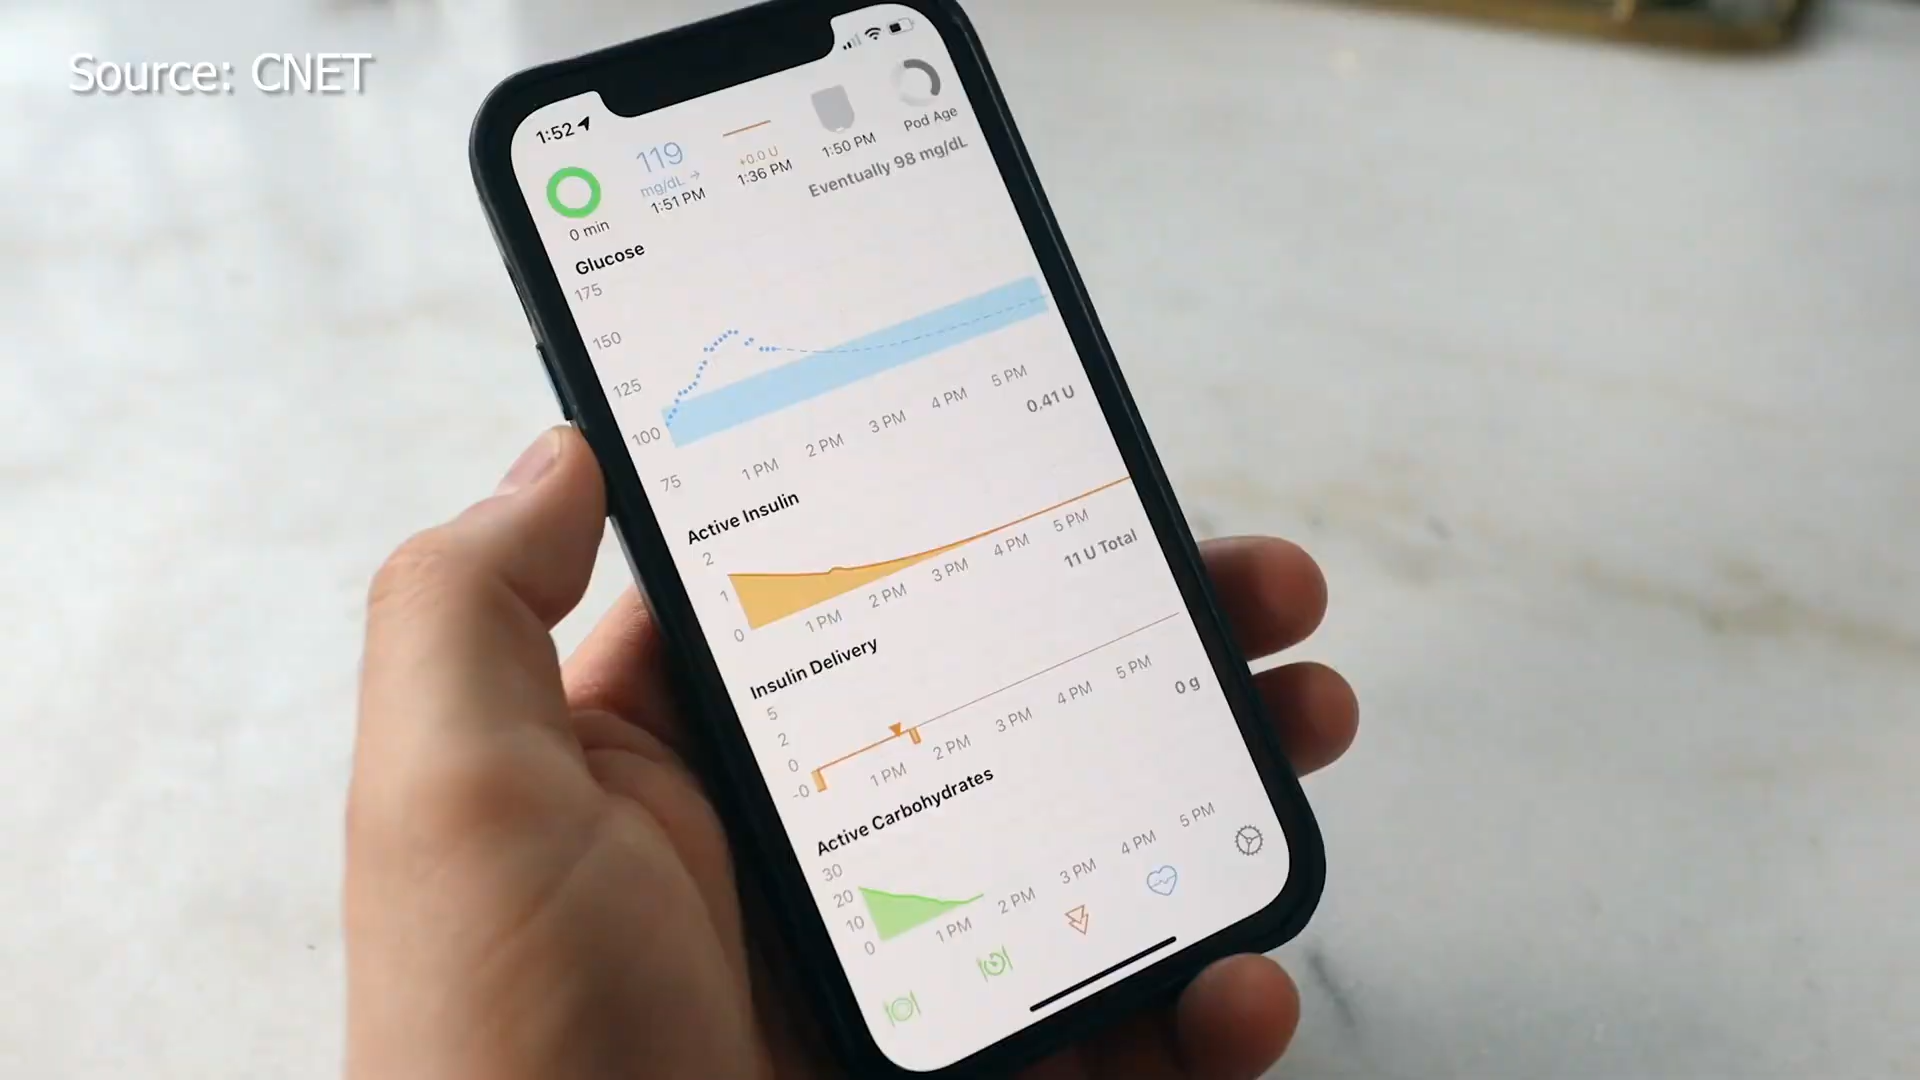 Source: CNET
1:52
0 min
119
mg/dL →
1:51 PM
+0.0 U
1:36 PM
1:50 PM
Pod Age
Eventually 98 mg/dL
Glucose
175
150
125
100
75
1 PM 2 PM 3 PM 4 PM 5 PM
Active Insulin
0.41 U
2
1
0
1 PM 2 PM 3 PM 4 PM 5 PM
Insulin Delivery
11 U Total
5
2
0
-0
1 PM 2 PM 3 PM 4 PM 5 PM
Active Carbohydrates
0 g
30
20
10
0
1 PM 2 PM 3 PM 4 PM 5 PM